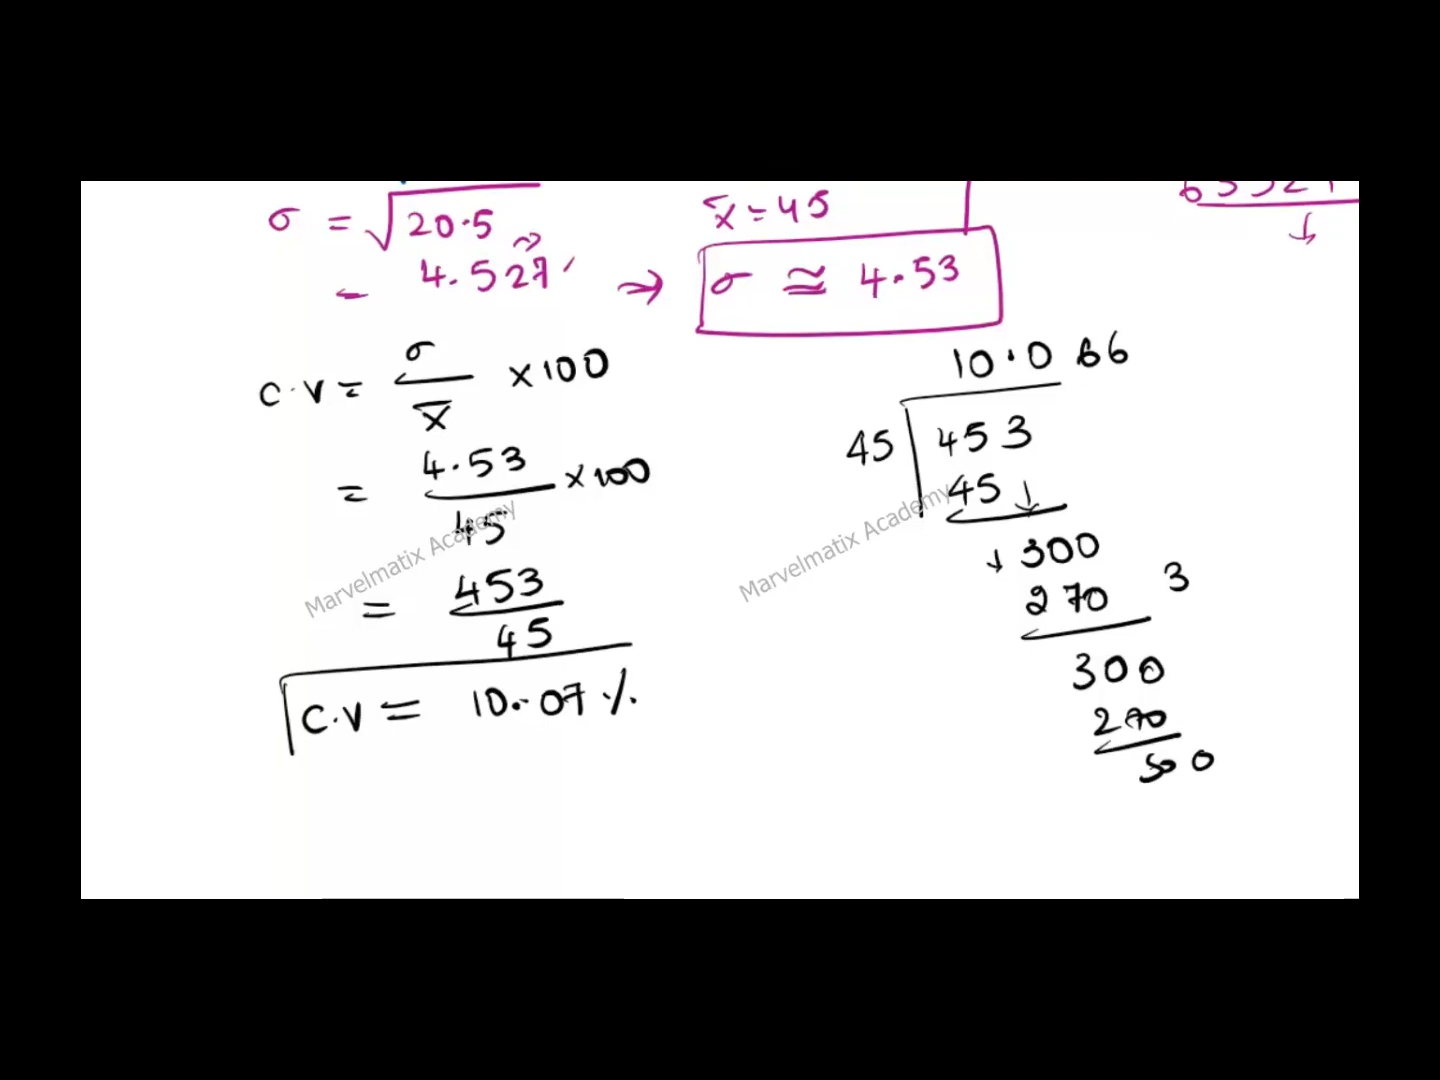 σ = √20.5
x̄ = 45
= 4.527
→ σ ≅ 4.53
C.V = σ/x̄ × 100
= 4.53/45 × 100
= 453/45
C.V = 10.07 %
10.066
45 453
45 ↓
300
270 3
300
270
300
Marvelmatix Academy
Marvelmatix Academy